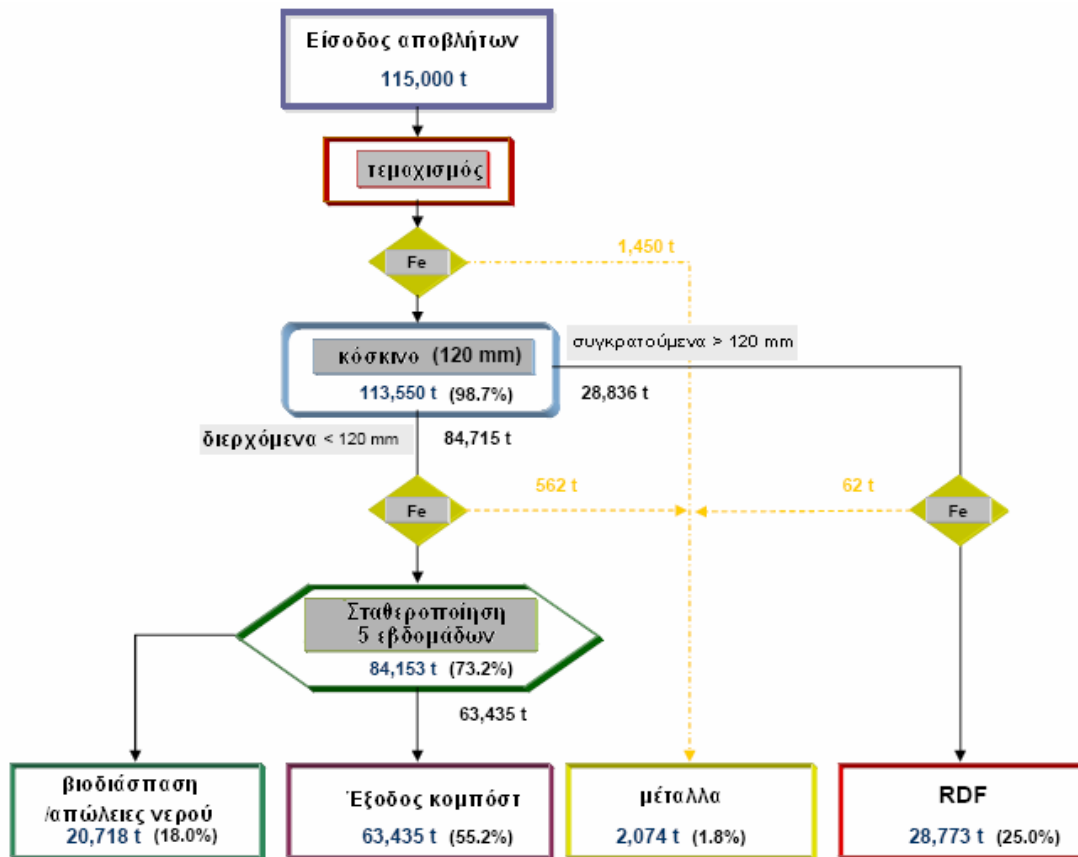 Είσοδος αποβλήτων
115,000 t
τεμαχισμός
Fe
1,450 t
κόσκινο (120 mm)
113,550 t (98.7%)
συγκρατούμενα > 120 mm
28,836 t
διερχόμενα < 120 mm
84,715 t
Fe
562 t
62 t
Fe
Σταθεροποίηση
5 εβδομάδων
84,153 t (73.2%)
63,435 t
βιοδιάσπαση
/απώλειες νερού
20,718 t (18.0%)
Έξοδος κομπόστ
63,435 t (55.2%)
μέταλλα
2,074 t (1.8%)
RDF
28,773 t (25.0%)